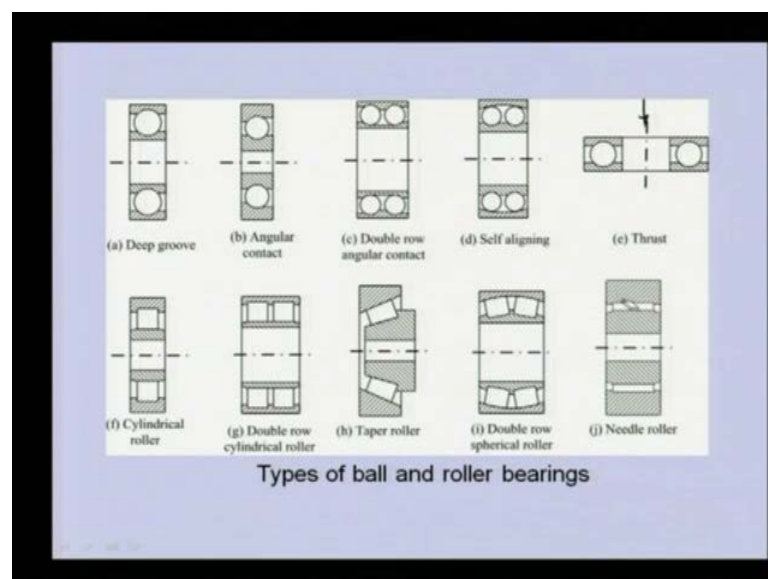 (a) Deep groove
(b) Angular
contact
(c) Double row
angular contact
(d) Self aligning
(e) Thrust
(f) Cylindrical
roller
(g) Double row
cylindrical roller
(h) Taper roller
(i) Double row
spherical roller
(j) Needle roller
Types of ball and roller bearings